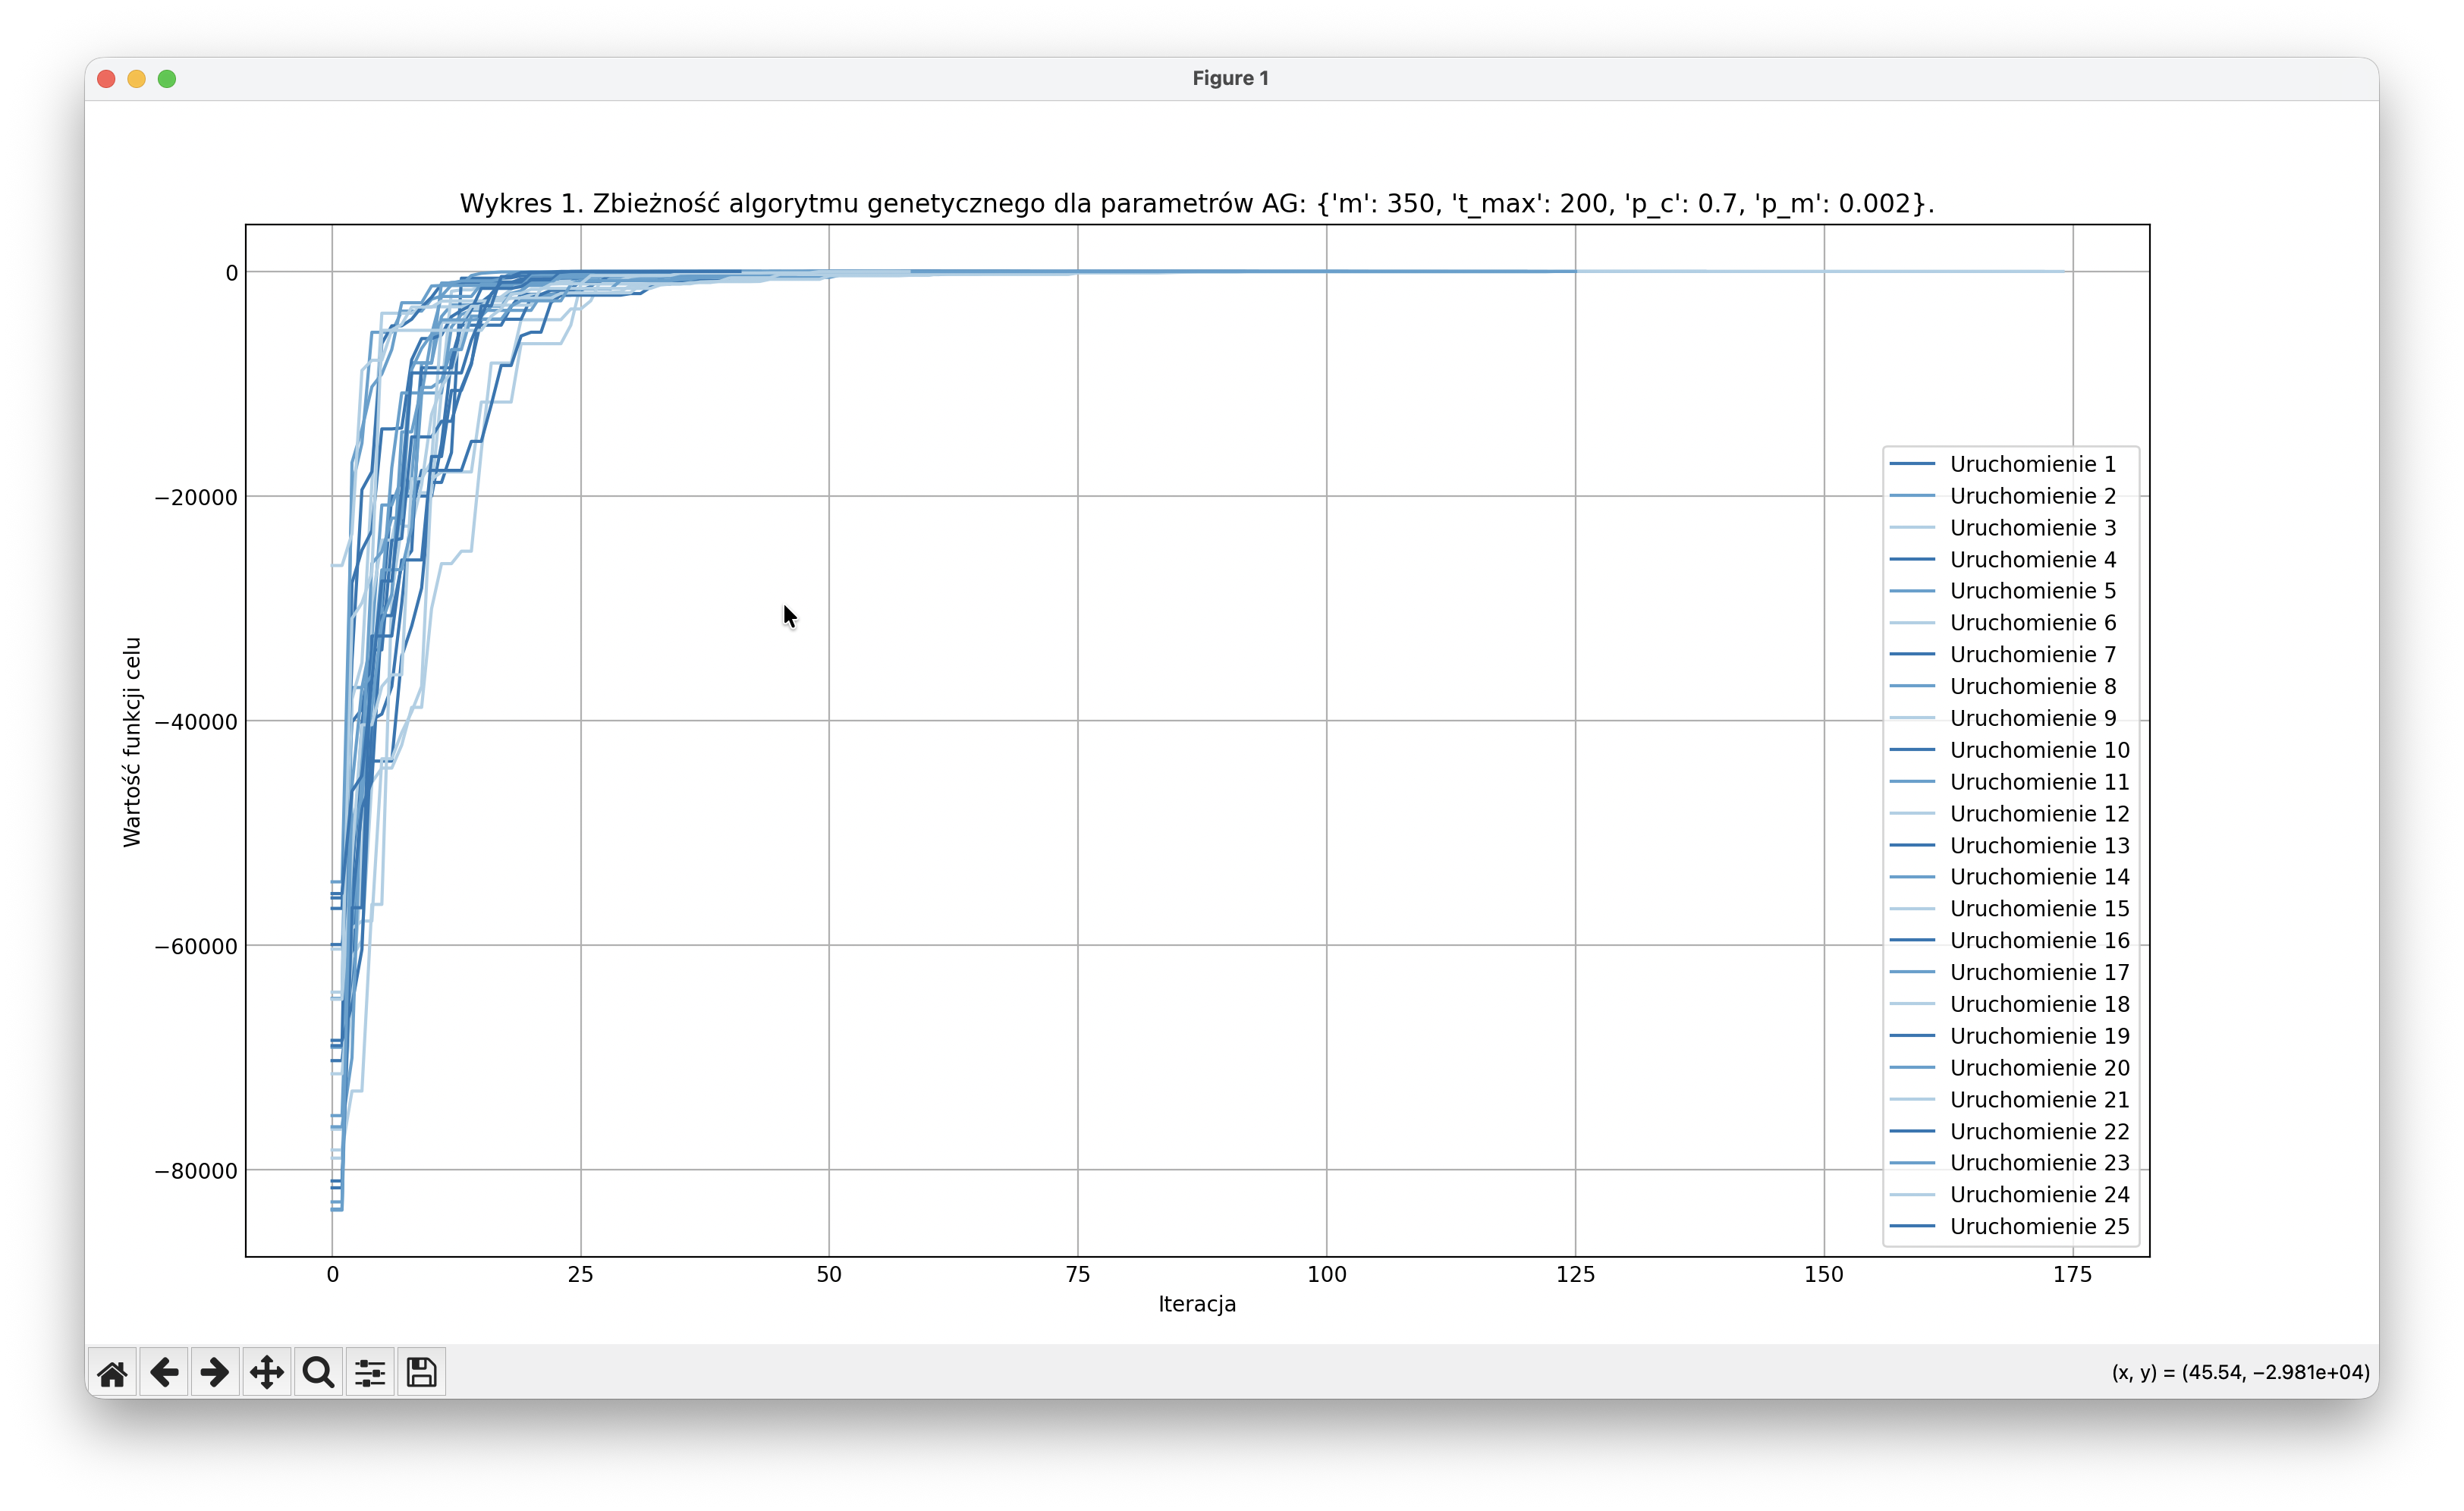 Figure 1
Wykres 1. Zbieżność algorytmu genetycznego dla parametrów AG: {'m': 350, 't_max': 200, 'p_c': 0.7, 'p_m': 0.002}.
0
−20000
−40000
−60000
−80000
Wartość funkcji celu
0 25 50 75 100 125 150 175
Iteracja
Uruchomienie 1
Uruchomienie 2
Uruchomienie 3
Uruchomienie 4
Uruchomienie 5
Uruchomienie 6
Uruchomienie 7
Uruchomienie 8
Uruchomienie 9
Uruchomienie 10
Uruchomienie 11
Uruchomienie 12
Uruchomienie 13
Uruchomienie 14
Uruchomienie 15
Uruchomienie 16
Uruchomienie 17
Uruchomienie 18
Uruchomienie 19
Uruchomienie 20
Uruchomienie 21
Uruchomienie 22
Uruchomienie 23
Uruchomienie 24
Uruchomienie 25
(x, y) = (45.54, −2.981e+04)